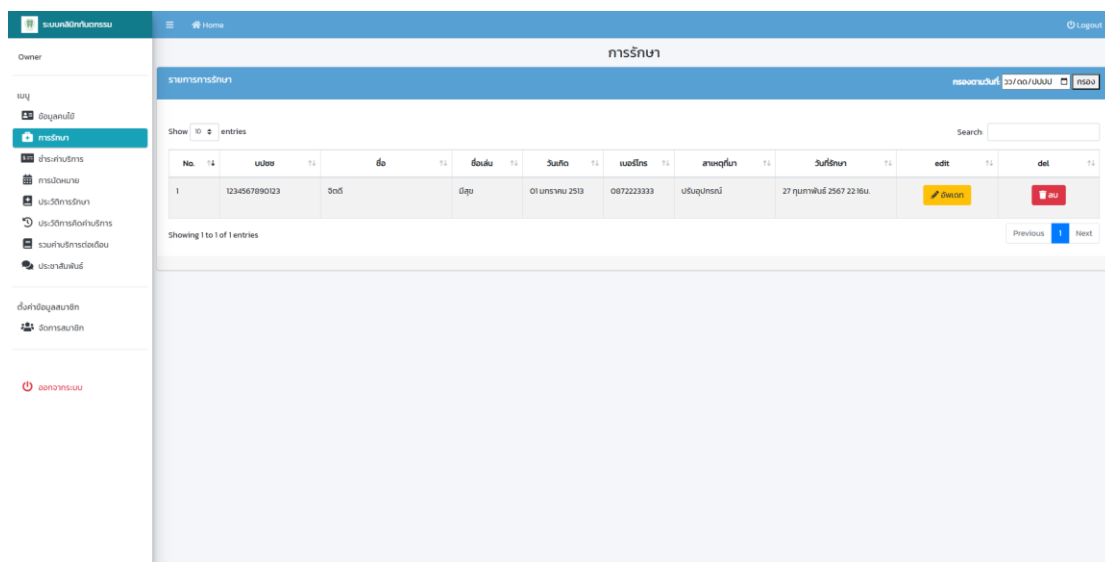 ระบบคลินิกทันตกรรม
Home
Logout
Owner
การรักษา
รายการการรักษา
กรองตามวันที่ วว/ดด/ปปปป กรอง
เมนู
ข้อมูลคนไข้
การรักษา
ชำระค่าบริการ
การนัดหมาย
ประวัติการรักษา
ประวัติการคิดค่าบริการ
รวมค่าบริการต่อเดือน
ประชาสัมพันธ์
ตั้งค่าข้อมูลสมาชิก
จัดการสมาชิก
ออกจากระบบ
Show 10 entries
Search:
No. บปชช ชื่อ ชื่อเล่น วันเกิด เบอร์โทร สาเหตุที่มา วันที่รักษา edit del
1 1234567890123 จิตดี มีสุข 01 มกราคม 2513 0872223333 ปรับอุปกรณ์ 27 กุมภาพันธ์ 2567 22:16น. อัพเดท ลบ
Showing 1 to 1 of 1 entries
Previous 1 Next